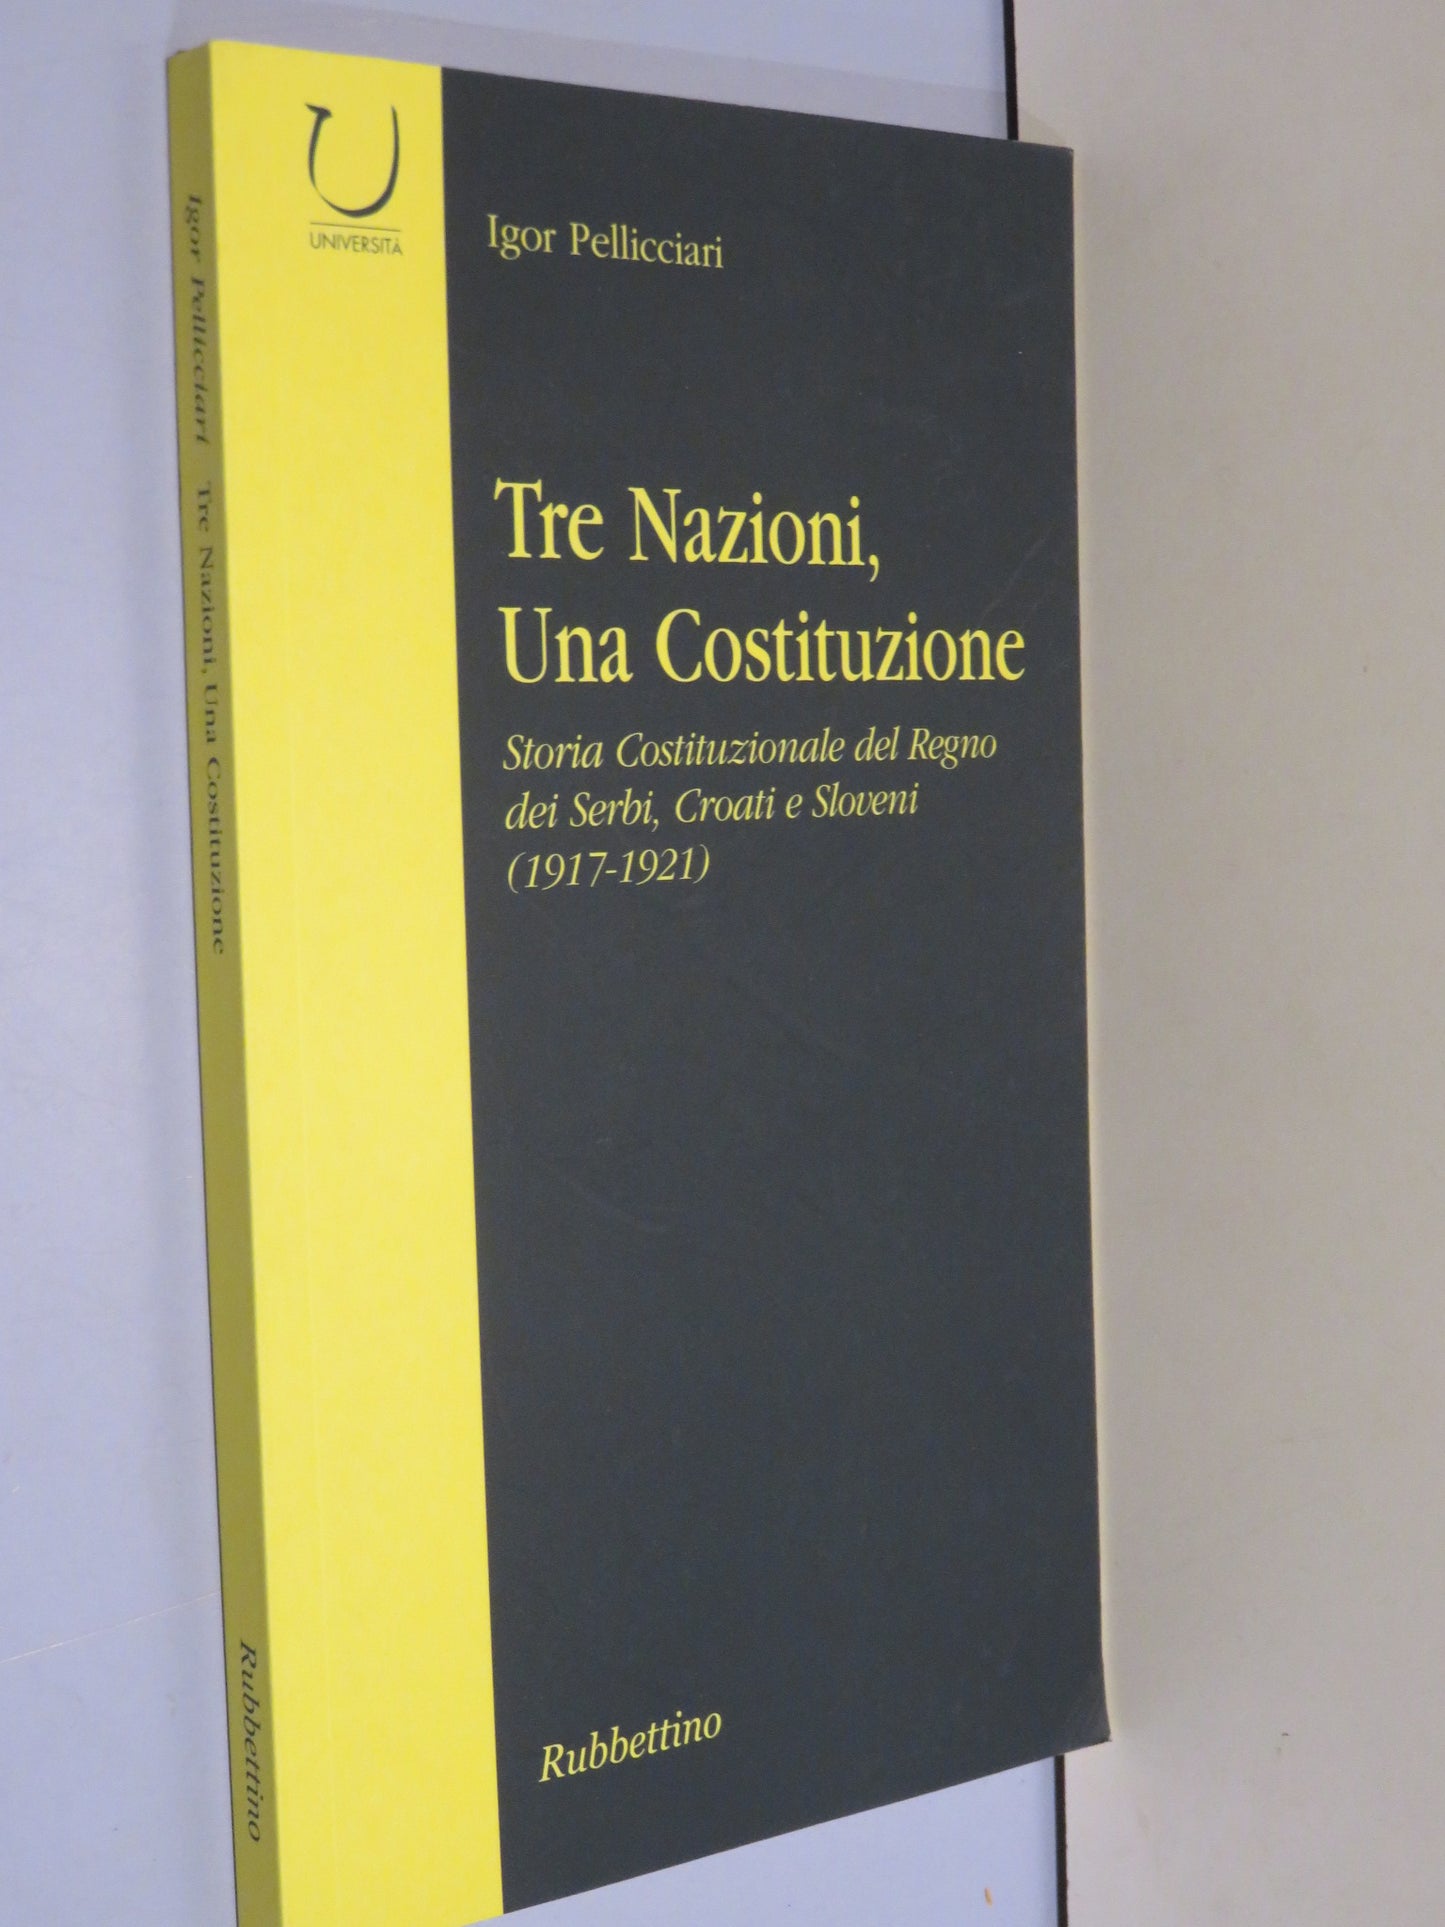 UNIVERSITÀ
Igor Pellicciari
Tre Nazioni,
Una Costituzione
Storia Costituzionale del Regno
dei Serbi, Croati e Sloveni
(1917-1921)
Rubbettino
Igor Pellicciari Tre Nazioni, Una Costituzione Rubbettino